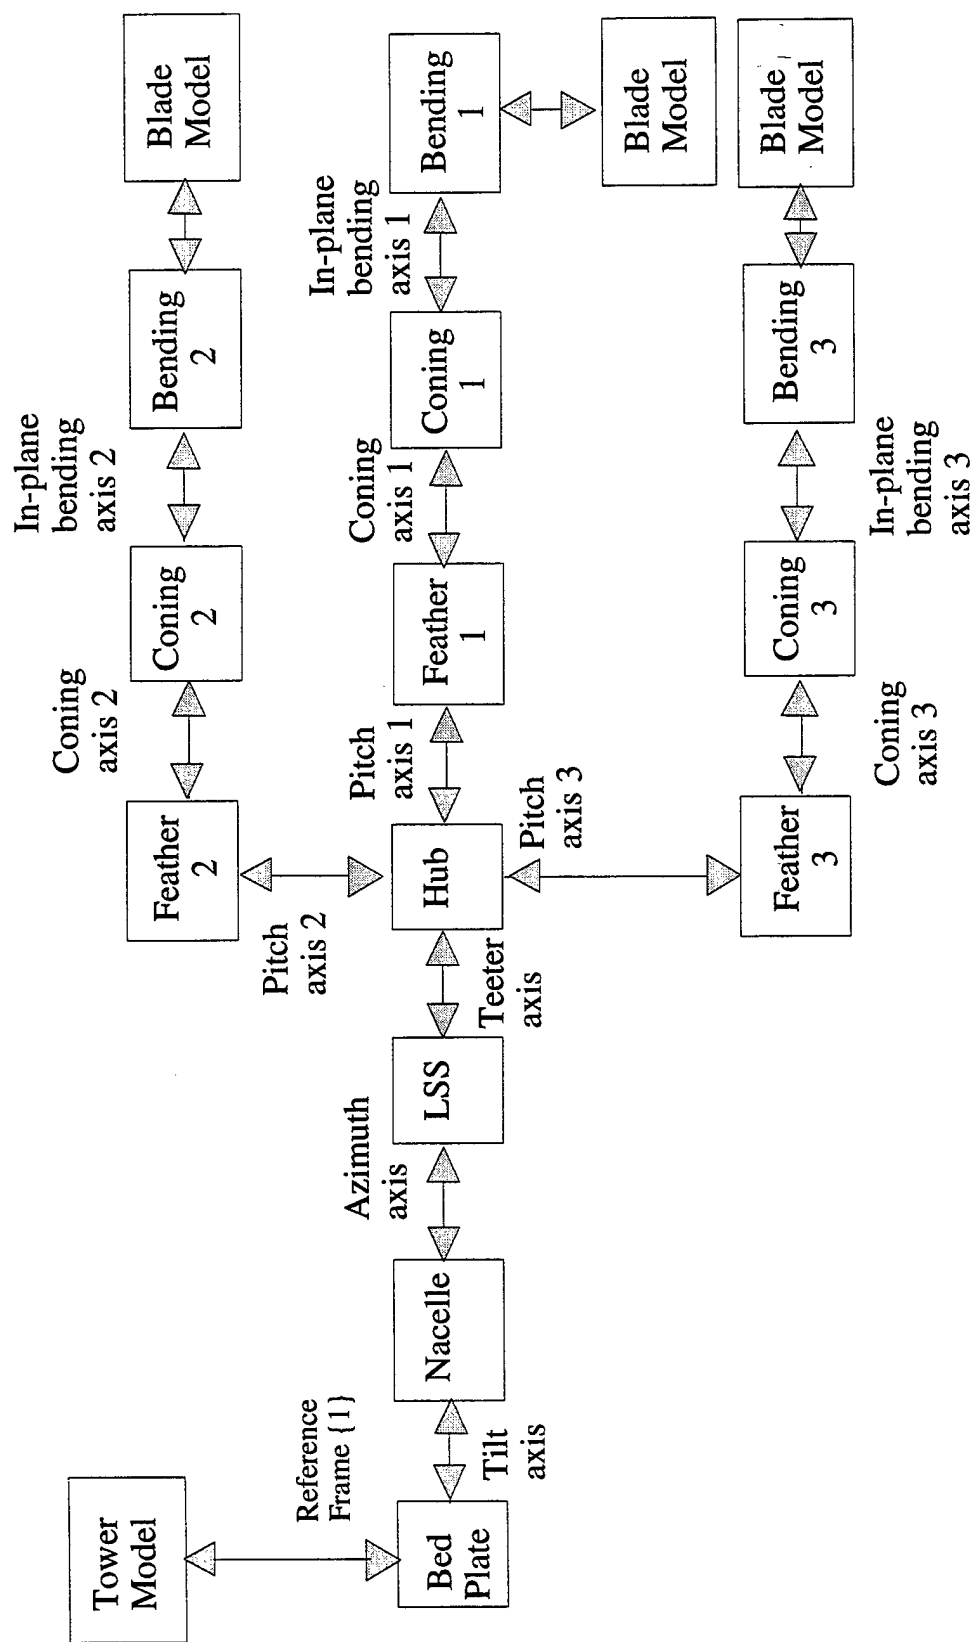 Tower
Model
Reference
Frame {1}
Bed
Plate
Tilt
axis
Nacelle
Azimuth
axis
LSS
Teeter
axis
Hub
Pitch
axis 2
Feather
2
Coning
axis 2
Coning
2
In-plane
bending
axis 2
Bending
2
Blade
Model
Pitch
axis 1
Feather
1
Coning
axis 1
Coning
1
In-plane
bending
axis 1
Bending
1
Blade
Model
Pitch
axis 3
Feather
3
Coning
axis 3
Coning
3
In-plane
bending
axis 3
Bending
3
Blade
Model